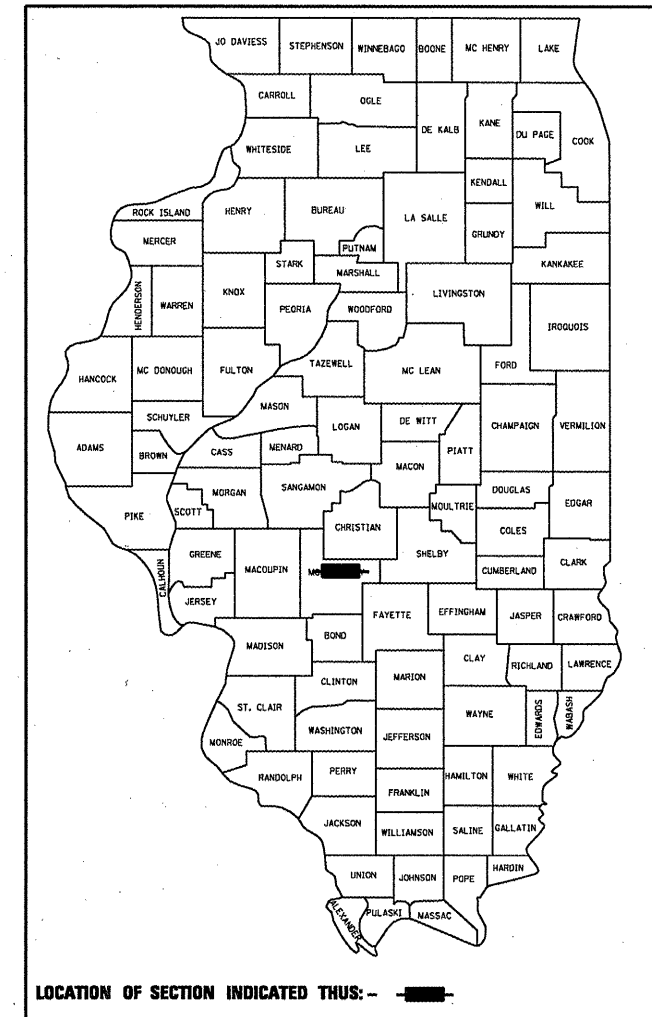 JO DAVIESS STEPHENSON WINNEBAGO BOONE MC HENRY LAKE
CARROLL OGLE DE KALB KANE DU PAGE COOK
WHITESIDE LEE KENDALL WILL
ROCK ISLAND HENRY BUREAU LA SALLE GRUNDY
MERCER PUTNAM KANKAKEE
STARK MARSHALL
HENDERSON WARREN KNOX PEORIA WOODFORD LIVINGSTON IROQUOIS
HANCOCK MC DONOUGH FULTON TAZEWELL MC LEAN FORD
MASON
SCHUYLER LOGAN DE WITT CHAMPAIGN VERMILION
ADAMS BROWN CASS MENARD MACON PIATT
MORGAN SANGAMON DOUGLAS EDGAR
PIKE SCOTT CHRISTIAN MOULTRIE COLES
GREENE SHELBY
CALHOUN MACOUPIN CUMBERLAND CLARK
JERSEY FAYETTE EFFINGHAM JASPER CRAWFORD
MADISON BOND
CLAY RICHLAND LAWRENCE
CLINTON MARION
ST. CLAIR WAYNE EDWARDS WABASH
MONROE WASHINGTON JEFFERSON
RANDOLPH PERRY HAMILTON WHITE
FRANKLIN
JACKSON WILLIAMSON SALINE GALLATIN
UNION JOHNSON POPE HARDIN
ALEXANDER PULASKI MASSAC
LOCATION OF SECTION INDICATED THUS: -